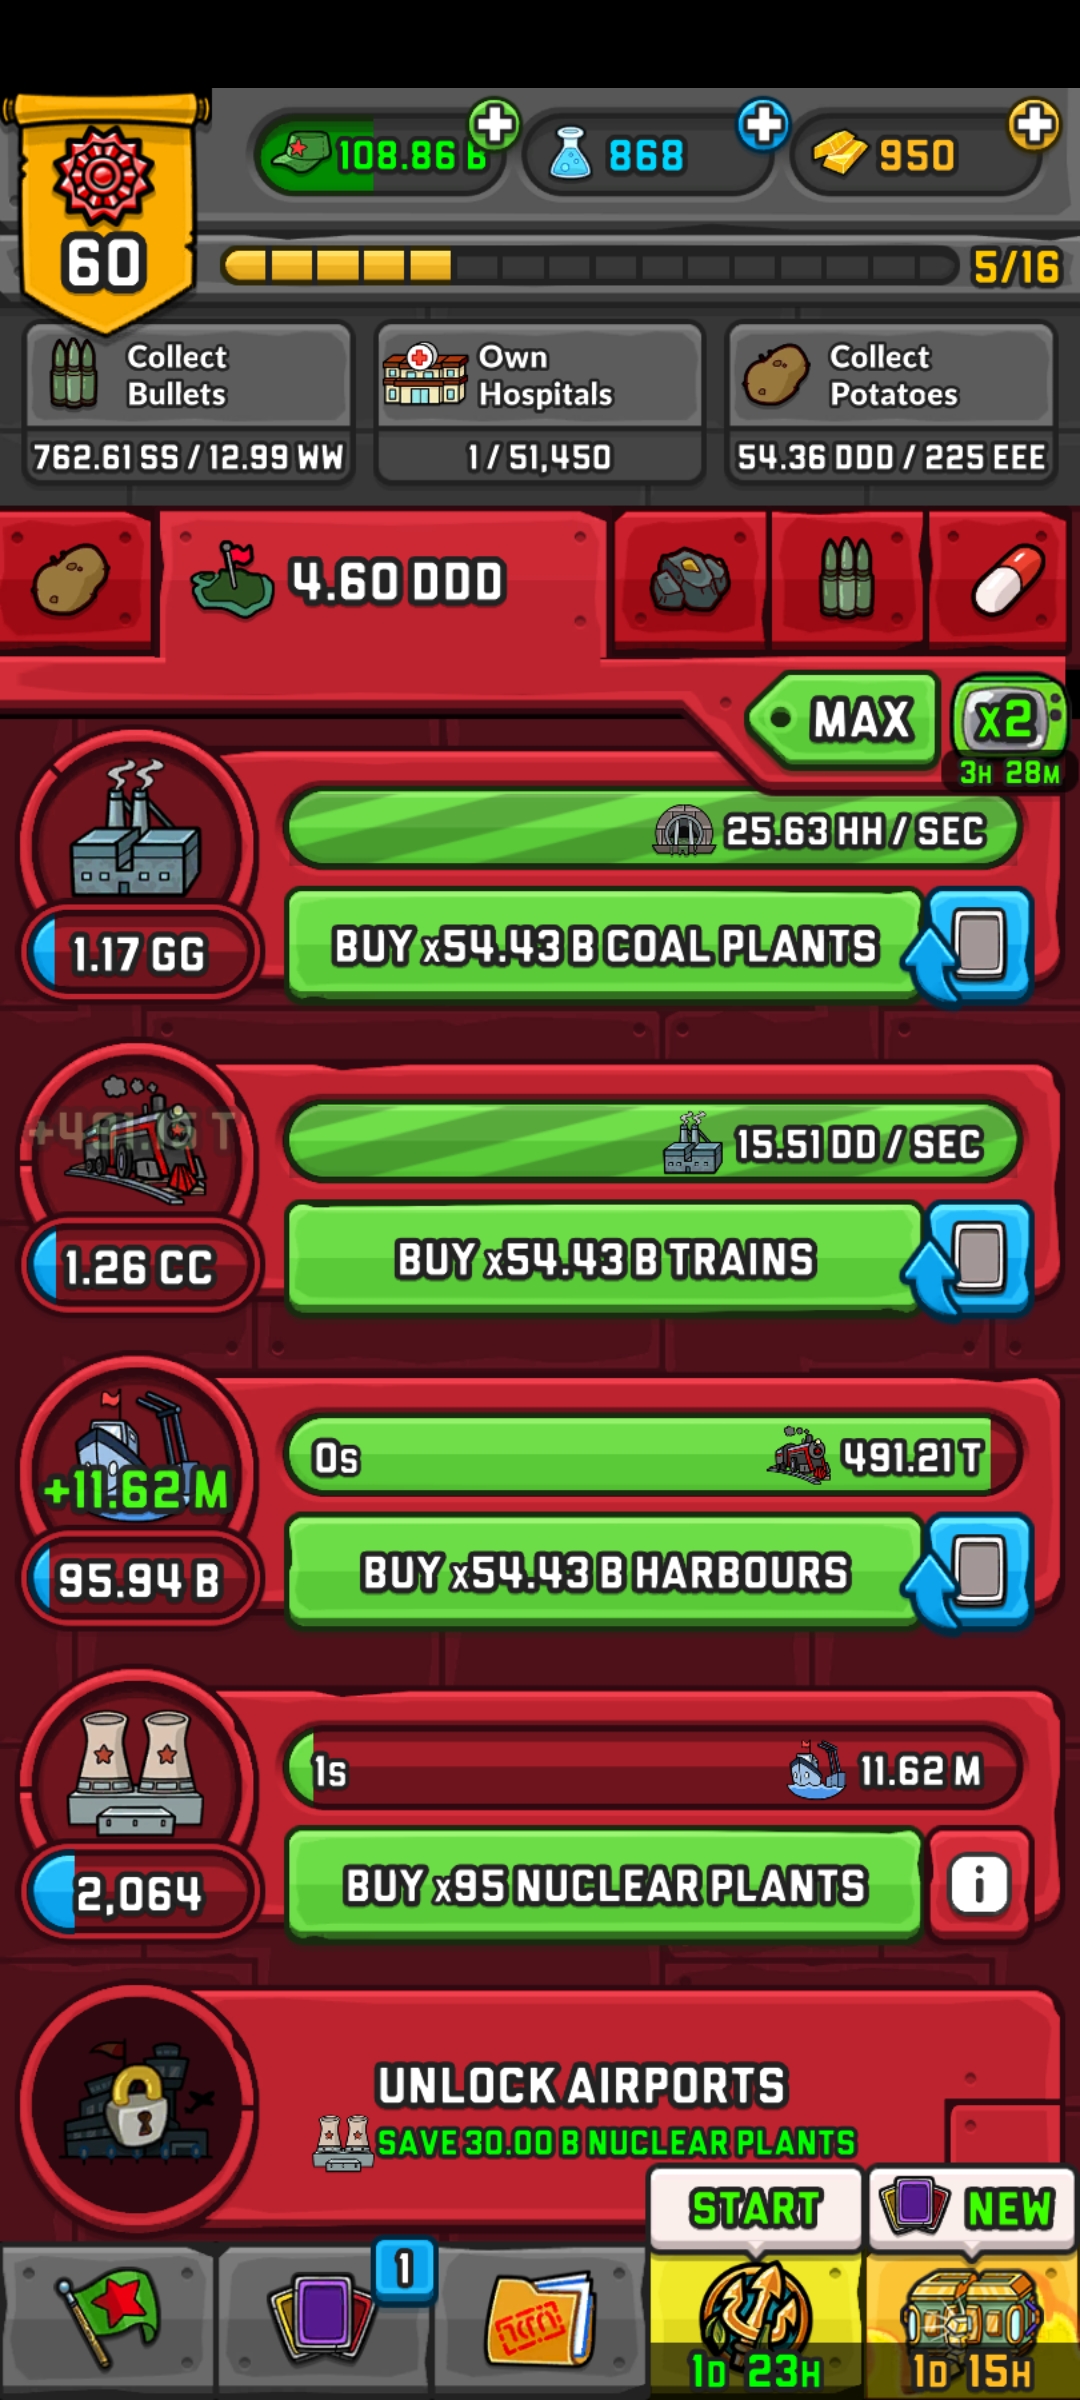 108.86 B
868
950
60
5/16
Collect
Bullets
762.61 SS / 12.99 WW
Own
Hospitals
1 / 51,450
Collect
Potatoes
54.36 DDD / 225 EEE
4.60 DDD
MAX
x2
3H 28M
25.63 HH / SEC
1.17 GG
BUY x54.43 B COAL PLANTS
15.51 DD / SEC
1.26 CC
BUY x54.43 B TRAINS
+11.62 M
0s
491.21 T
95.94 B
BUY x54.43 B HARBOURS
1s
11.62 M
2,064
BUY x95 NUCLEAR PLANTS
i
UNLOCK AIRPORTS
SAVE 30.00 B NUCLEAR PLANTS
START
NEW
1
1D 23H
1D 15H